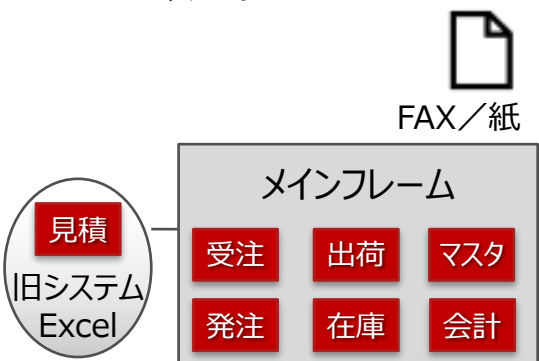 FAX／紙
メインフレーム
見積
受注
出荷
マスタ
旧システム
Excel
発注
在庫
会計